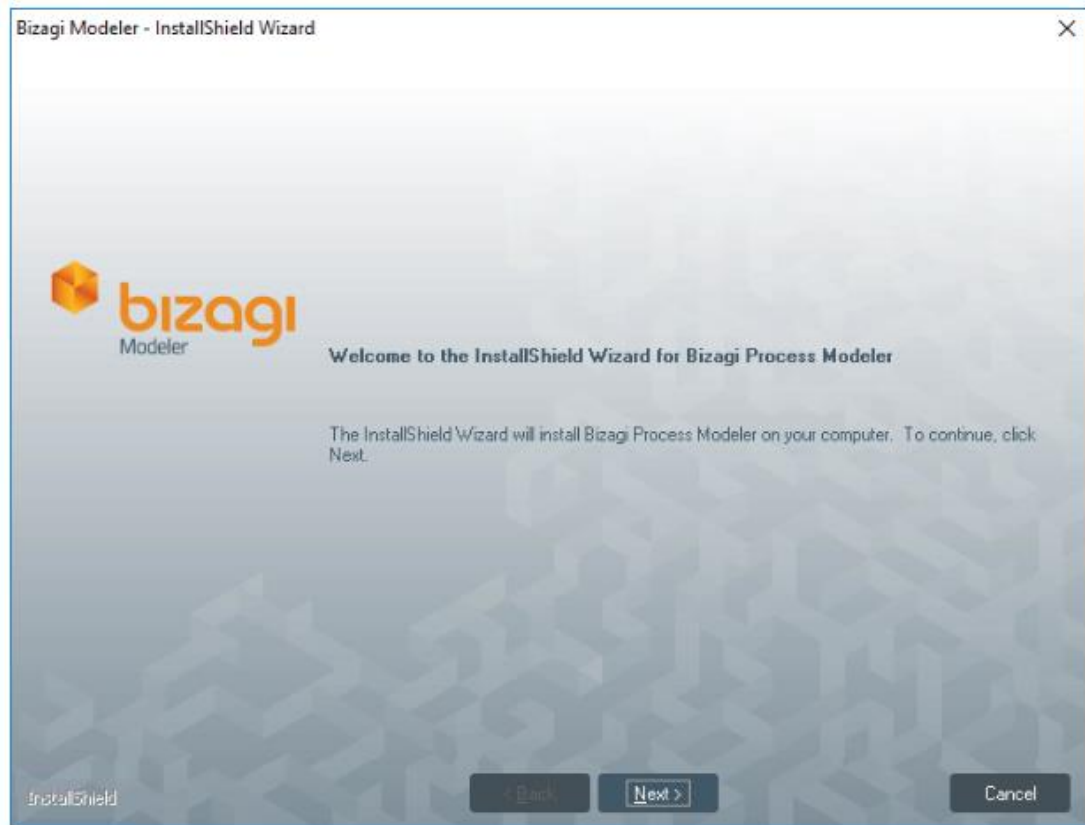 Bizagi Modeler - InstallShield Wizard
bizagi
Modeler
Welcome to the InstallShield Wizard for Bizagi Process Modeler
The InstallShield Wizard will install Bizagi Process Modeler on your computer. To continue, click
Next.
InstallShield
< Back
Next >
Cancel